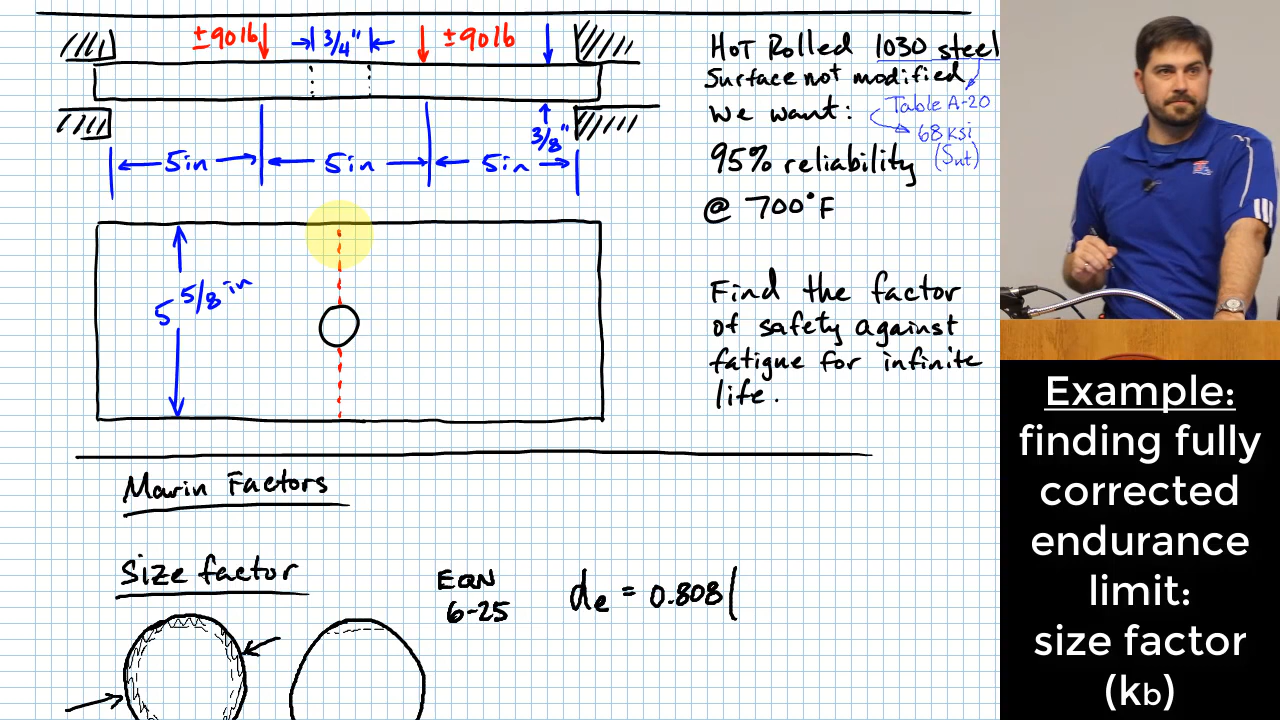 ±90lb
3/4"
±90lb
3/8"
5in
5in
5in
5 5/8 in
Hot Rolled 1030 steel
Surface not modified
Table A-20
We want:
68 ksi
(Sut)
95% reliability
@ 700°F
Find the factor
of safety against
fatigue for infinite
life.
Marin Factors
Size factor
EQN
6-25
de = 0.808(
Example:
finding fully
corrected
endurance
limit:
size factor
(kb)